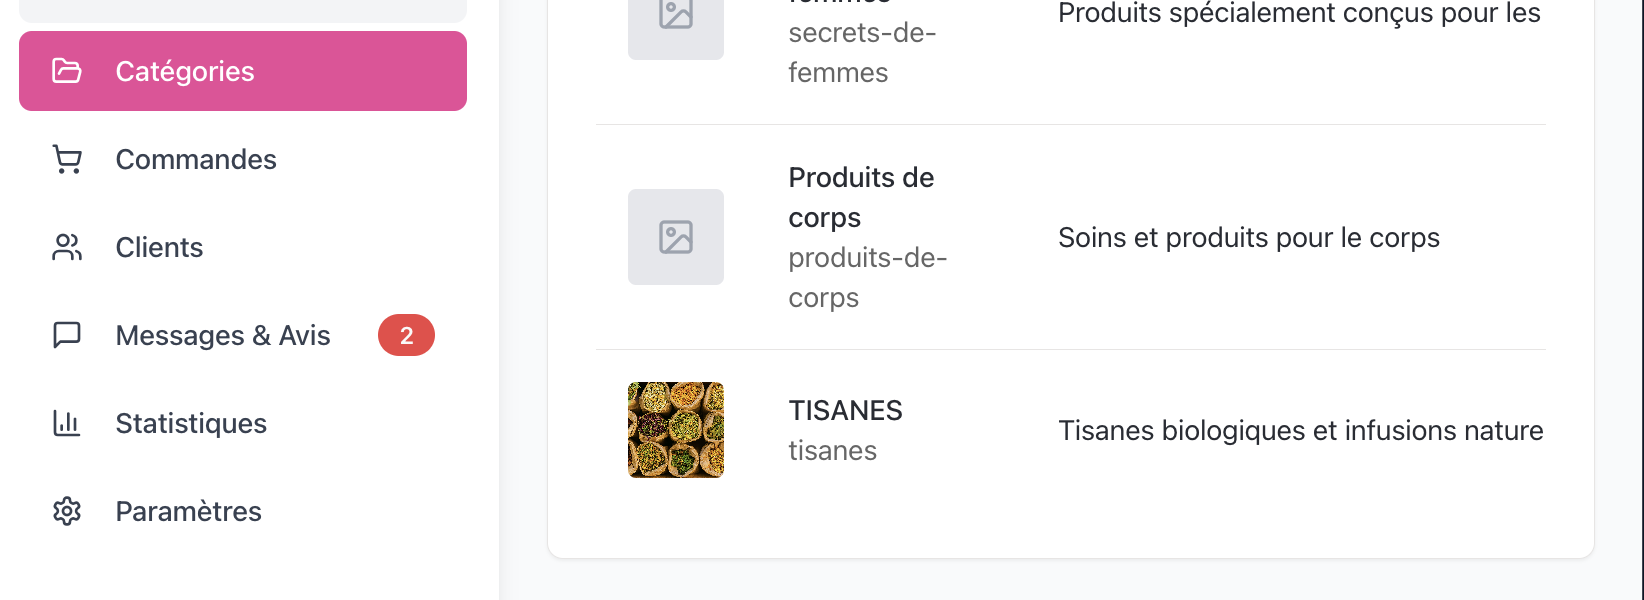 Catégories
Commandes
Clients
Messages & Avis 2
Statistiques
Paramètres
secrets-de-
femmes
Produits spécialement conçus pour les
Produits de
corps
produits-de-
corps
Soins et produits pour le corps
TISANES
tisanes
Tisanes biologiques et infusions nature